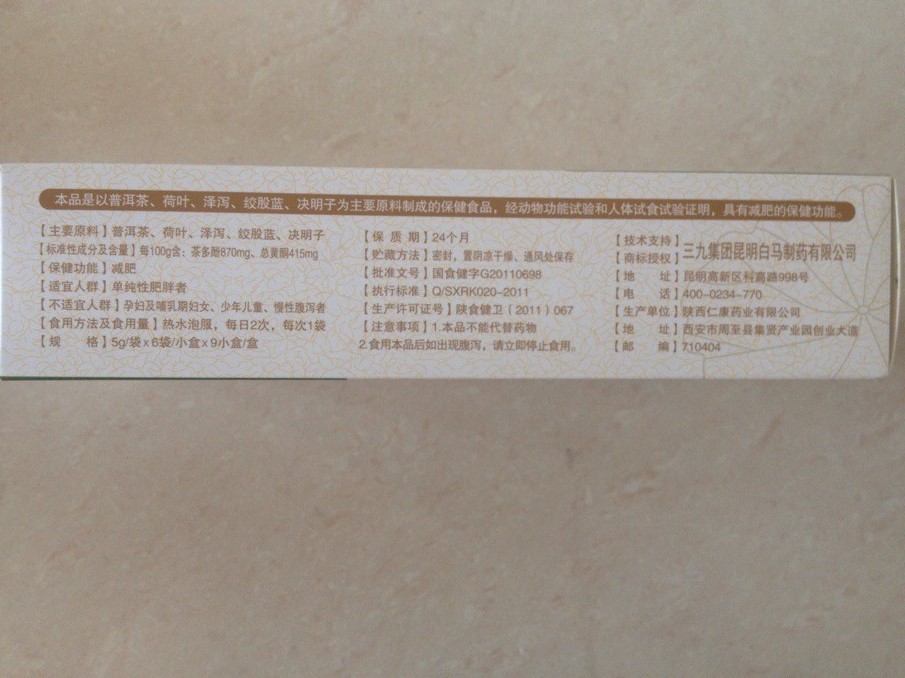 本品是以普洱茶、荷叶、泽泻、绞股蓝、决明子为主要原料制成的保健食品，经动物功能试验和人体试食试验证明，具有减肥的保健功能。
【主要原料】普洱茶、荷叶、泽泻、绞股蓝、决明子
【标准性成分及含量】每100g含：茶多酚870mg、总黄酮415mg
【保健功能】减肥
【适宜人群】单纯性肥胖者
【不适宜人群】孕妇及哺乳期妇女、少年儿童、慢性腹泻者
【食用方法及食用量】热水泡服，每日2次，每次1袋
【规　　格】5g/袋x6袋/小盒x9小盒/盒
【保 质 期】24个月
【贮藏方法】密封，置阴凉干燥、通风处保存
【批准文号】国食健字G20110698
【执行标准】Q/SXRK020-2011
【生产许可证号】陕食健卫（2011）067
【注意事项】1.本品不能代替药物
2.食用本品后如出现腹泻，请立即停止食用。
【技术支持】
【商标授权】三九集团昆明白马制药有限公司
【地　　址】昆明高新区科高路998号
【电　　话】400-0234-770
【生产单位】陕西仁康药业有限公司
【地　　址】西安市周至县集贤产业园创业大道
【邮　　编】710404